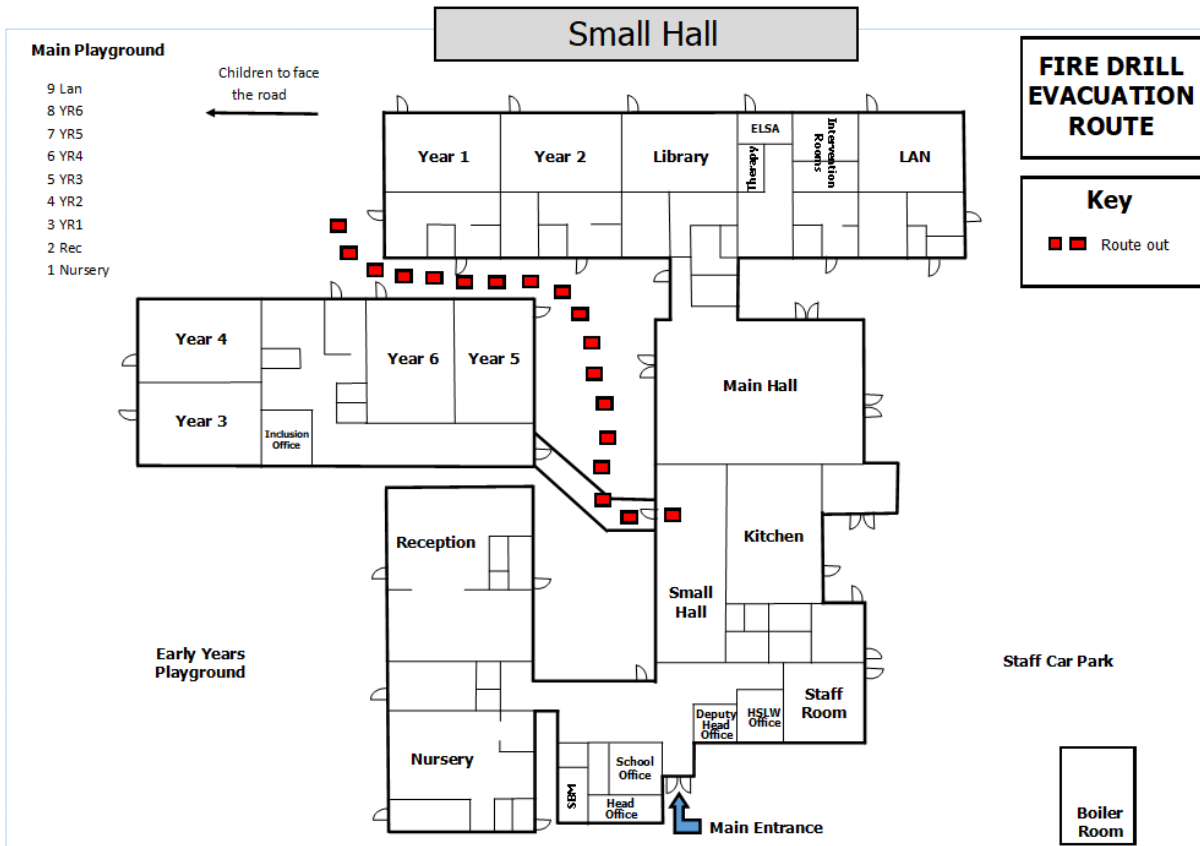 Small Hall
Main Playground
9 Lan
8 YR6
7 YR5
6 YR4
5 YR3
4 YR2
3 YR1
2 Rec
1 Nursery
Children to face
the road
FIRE DRILL
EVACUATION
ROUTE
Key
Route out
Year 1
Year 2
Library
ELSA
Therapy
Intervention
Rooms
LAN
Year 4
Year 3
Inclusion
Office
Year 6
Year 5
Main Hall
Kitchen
Small
Hall
Reception
Early Years
Playground
Staff Car Park
Staff
Room
HSLW
Office
Deputy
Head
Office
Nursery
SBM
School
Office
Head
Office
Main Entrance
Boiler
Room